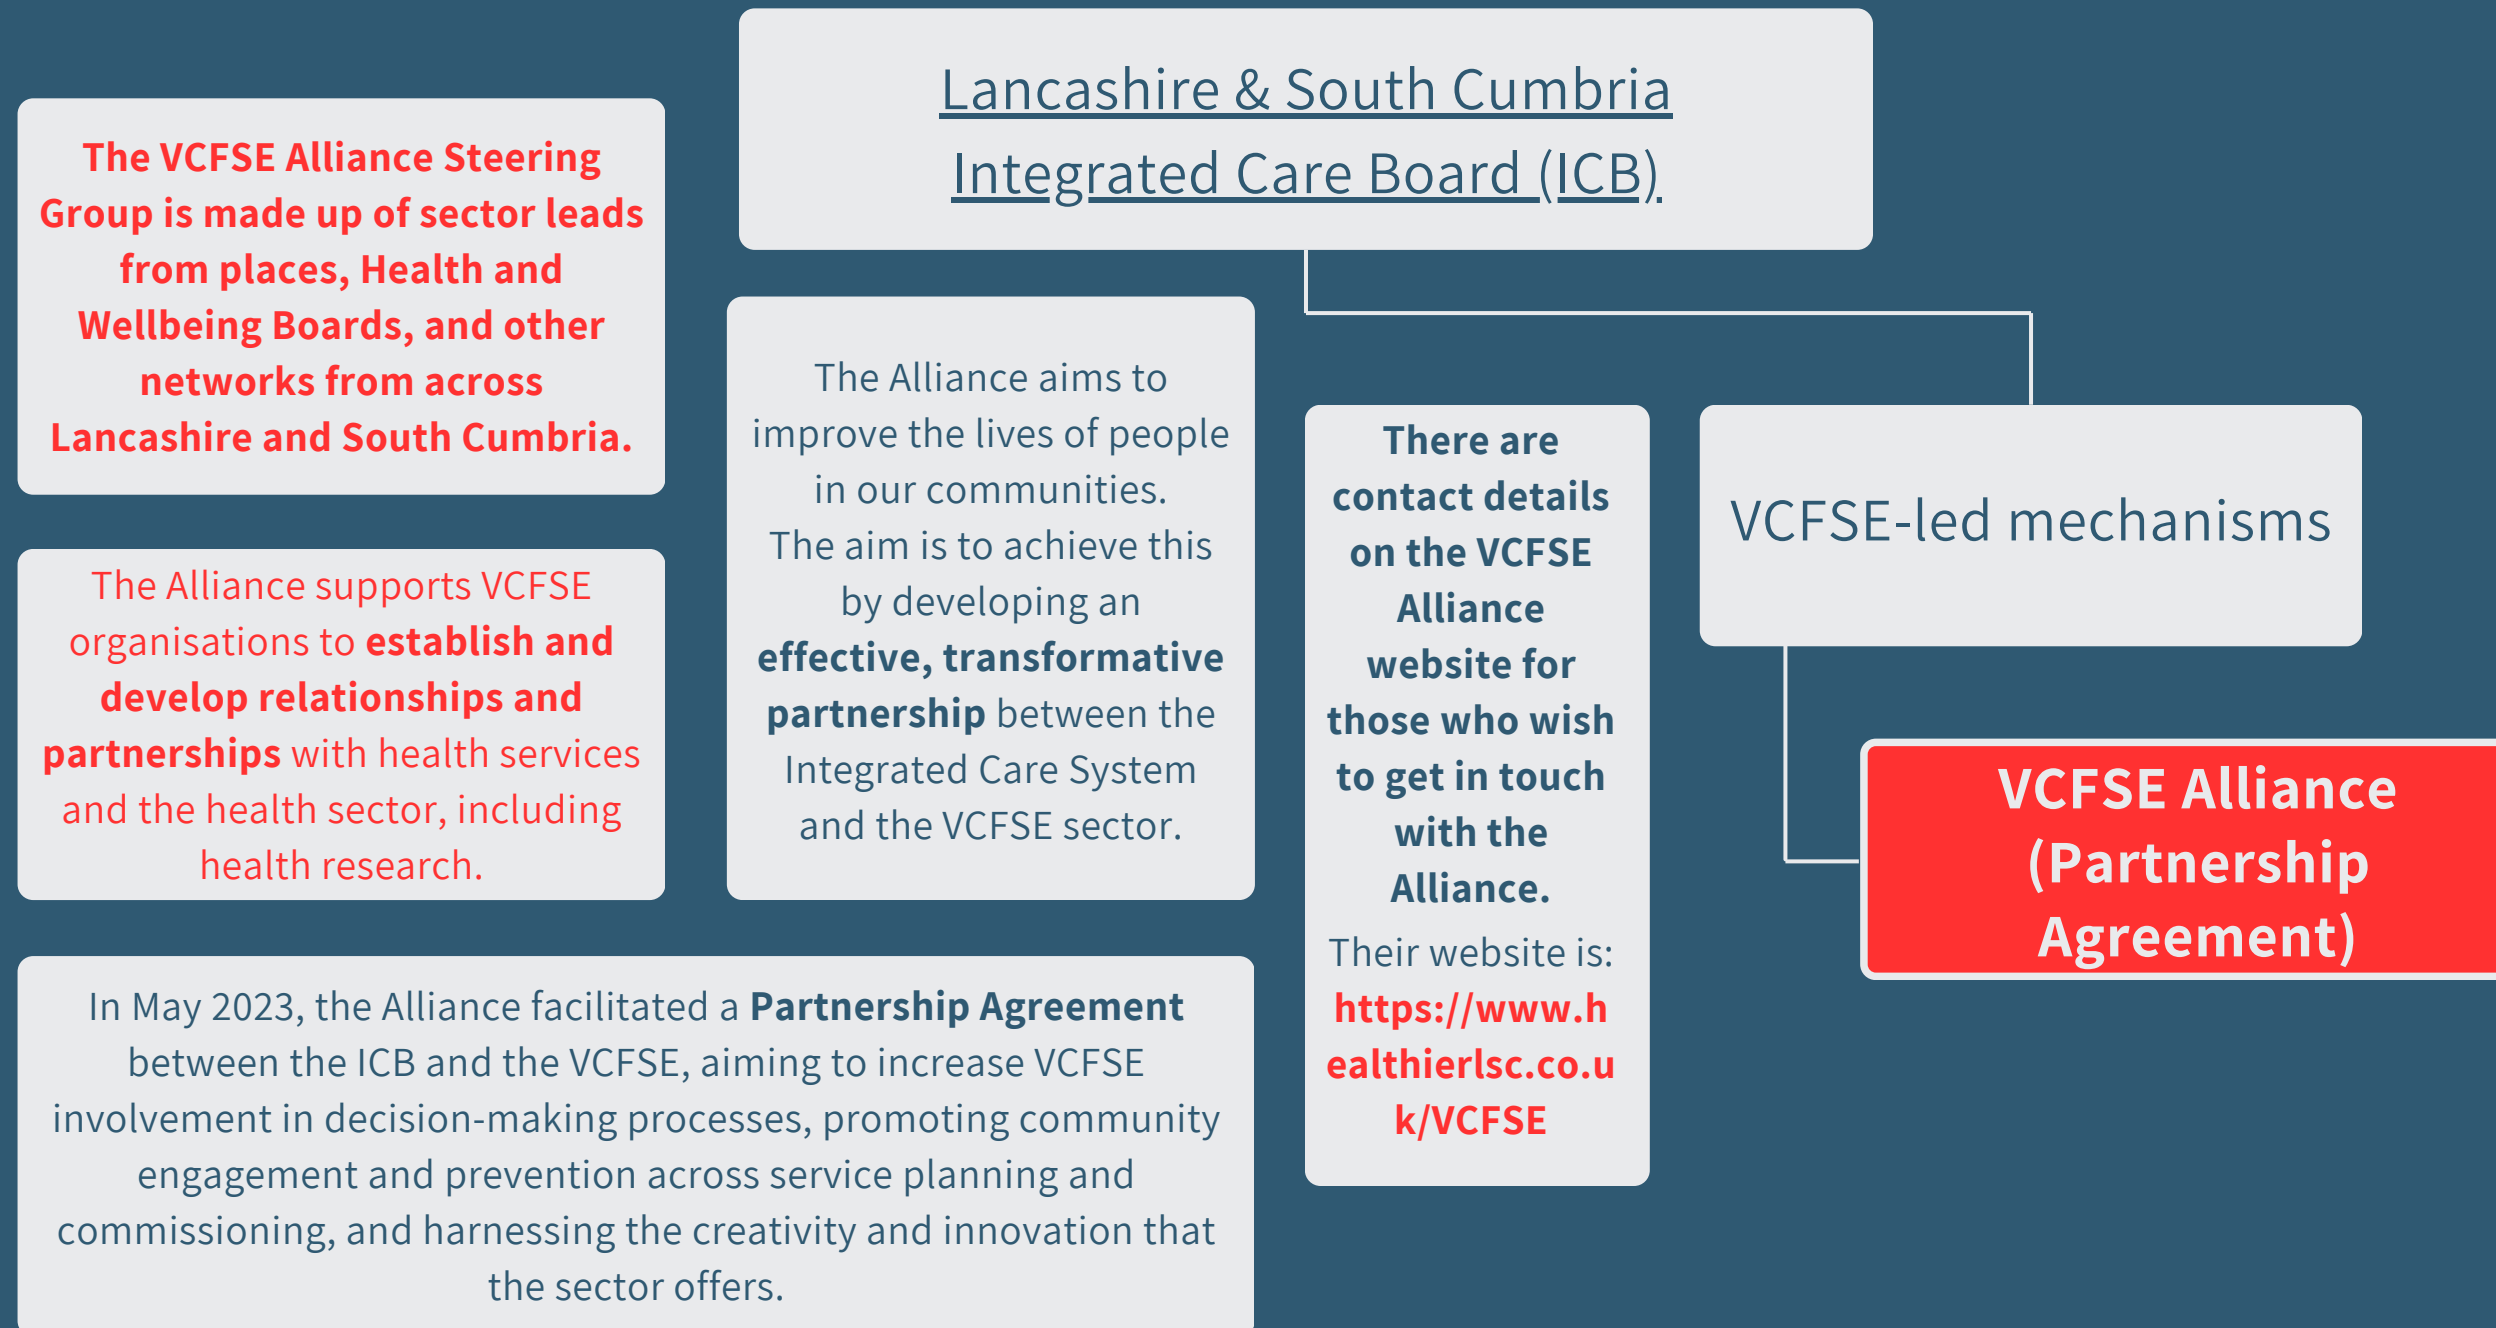 Lancashire & South Cumbria
Integrated Care Board (ICB)
The VCFSE Alliance Steering
Group is made up of sector leads
from places, Health and
Wellbeing Boards, and other
networks from across
Lancashire and South Cumbria.
The Alliance supports VCFSE
organisations to establish and
develop relationships and
partnerships with health services
and the health sector, including
health research.
The Alliance aims to
improve the lives of people
in our communities.
The aim is to achieve this
by developing an
effective, transformative
partnership between the
Integrated Care System
and the VCFSE sector.
There are
contact details
on the VCFSE
Alliance
website for
those who wish
to get in touch
with the
Alliance.
Their website is:
https://www.h
ealthierlsc.co.u
k/VCFSE
VCFSE-led mechanisms
VCFSE Alliance
(Partnership
Agreement)
In May 2023, the Alliance facilitated a Partnership Agreement
between the ICB and the VCFSE, aiming to increase VCFSE
involvement in decision-making processes, promoting community
engagement and prevention across service planning and
commissioning, and harnessing the creativity and innovation that
the sector offers.